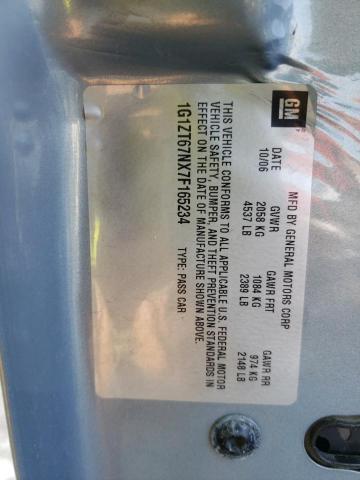 GM
MFD BY GENERAL MOTORS CORP
DATE GVWR GAWR FRT GAWR RR
10/06 2058 KG 1084 KG 974 KG
4537 LB 2389 LB 2148 LB
THIS VEHICLE CONFORMS TO ALL APPLICABLE U.S. FEDERAL MOTOR
VEHICLE SAFETY, BUMPER, AND THEFT PREVENTION STANDARDS IN
EFFECT ON THE DATE OF MANUFACTURE SHOWN ABOVE.
1G1ZT67NX7F165234 TYPE: PASS CAR